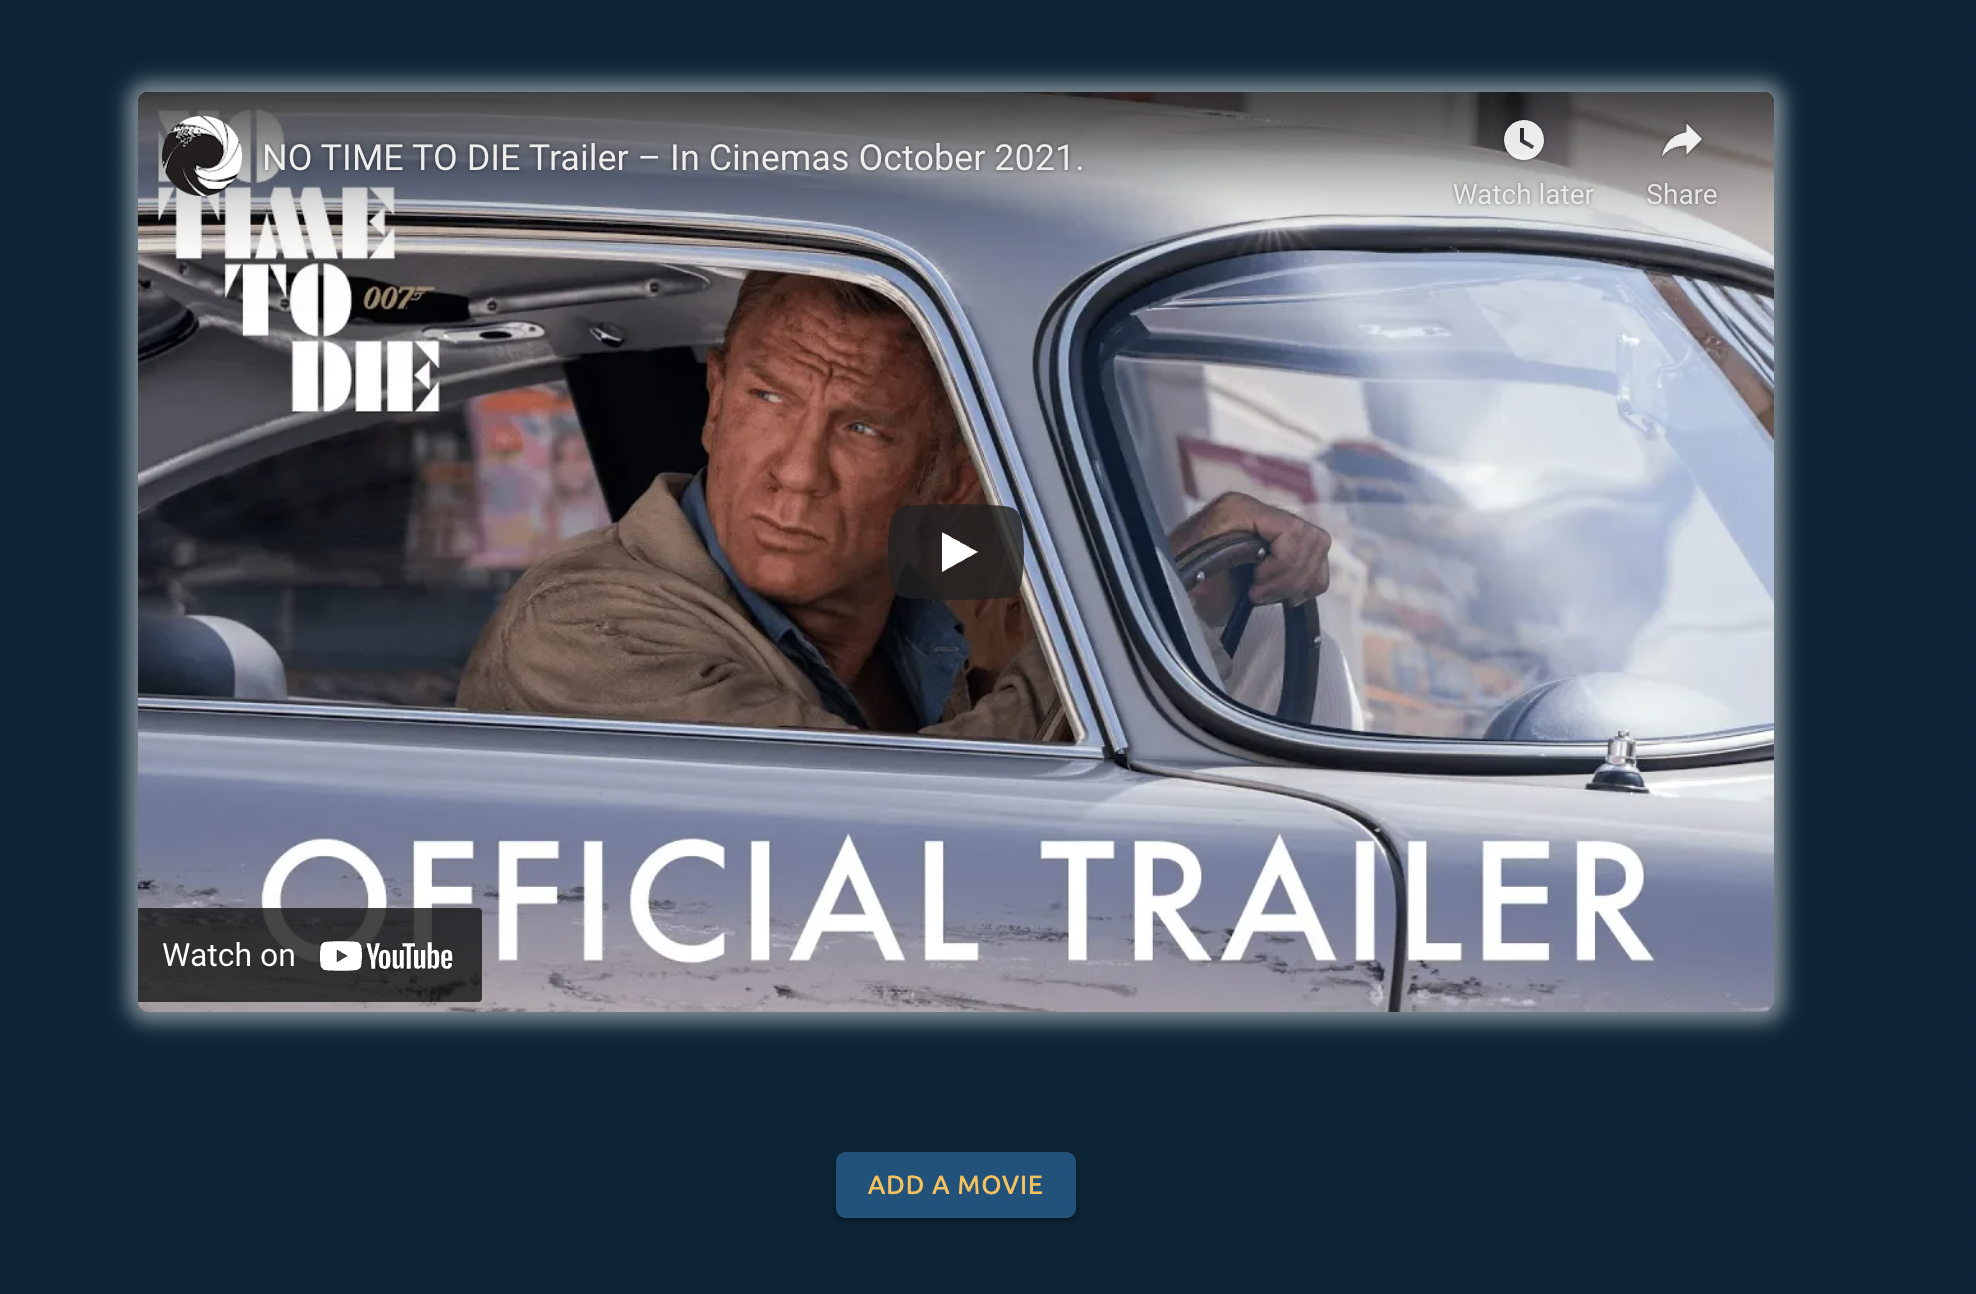 NO TIME TO DIE Trailer – In Cinemas October 2021.
Watch later
Share
NO
TIME
TO
007
DIE
OFFICIAL TRAILER
Watch on YouTube
ADD A MOVIE